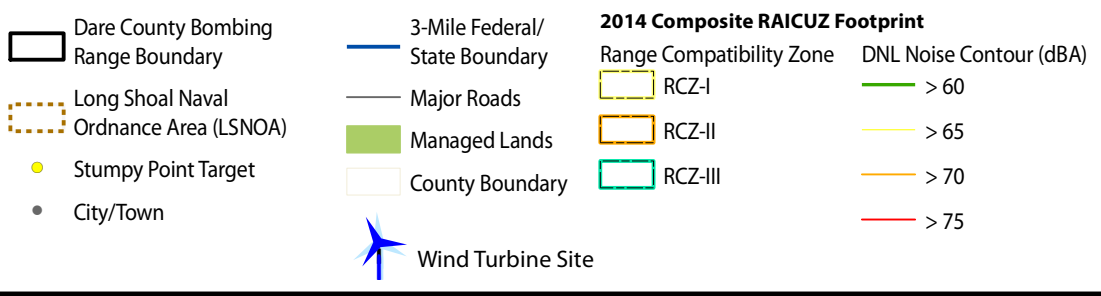 Dare County Bombing
Range Boundary
Long Shoal Naval
Ordnance Area (LSNOA)
Stumpy Point Target
City/Town
3-Mile Federal/
State Boundary
Major Roads
Managed Lands
County Boundary
Wind Turbine Site
2014 Composite RAICUZ Footprint
Range Compatibility Zone
RCZ-I
RCZ-II
RCZ-III
DNL Noise Contour (dBA)
> 60
> 65
> 70
> 75